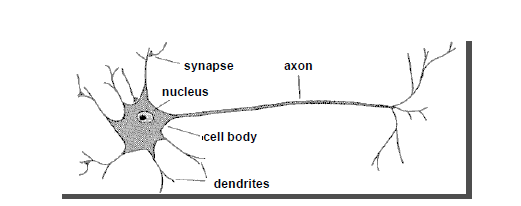 synapse
axon
nucleus
cell body
dendrites